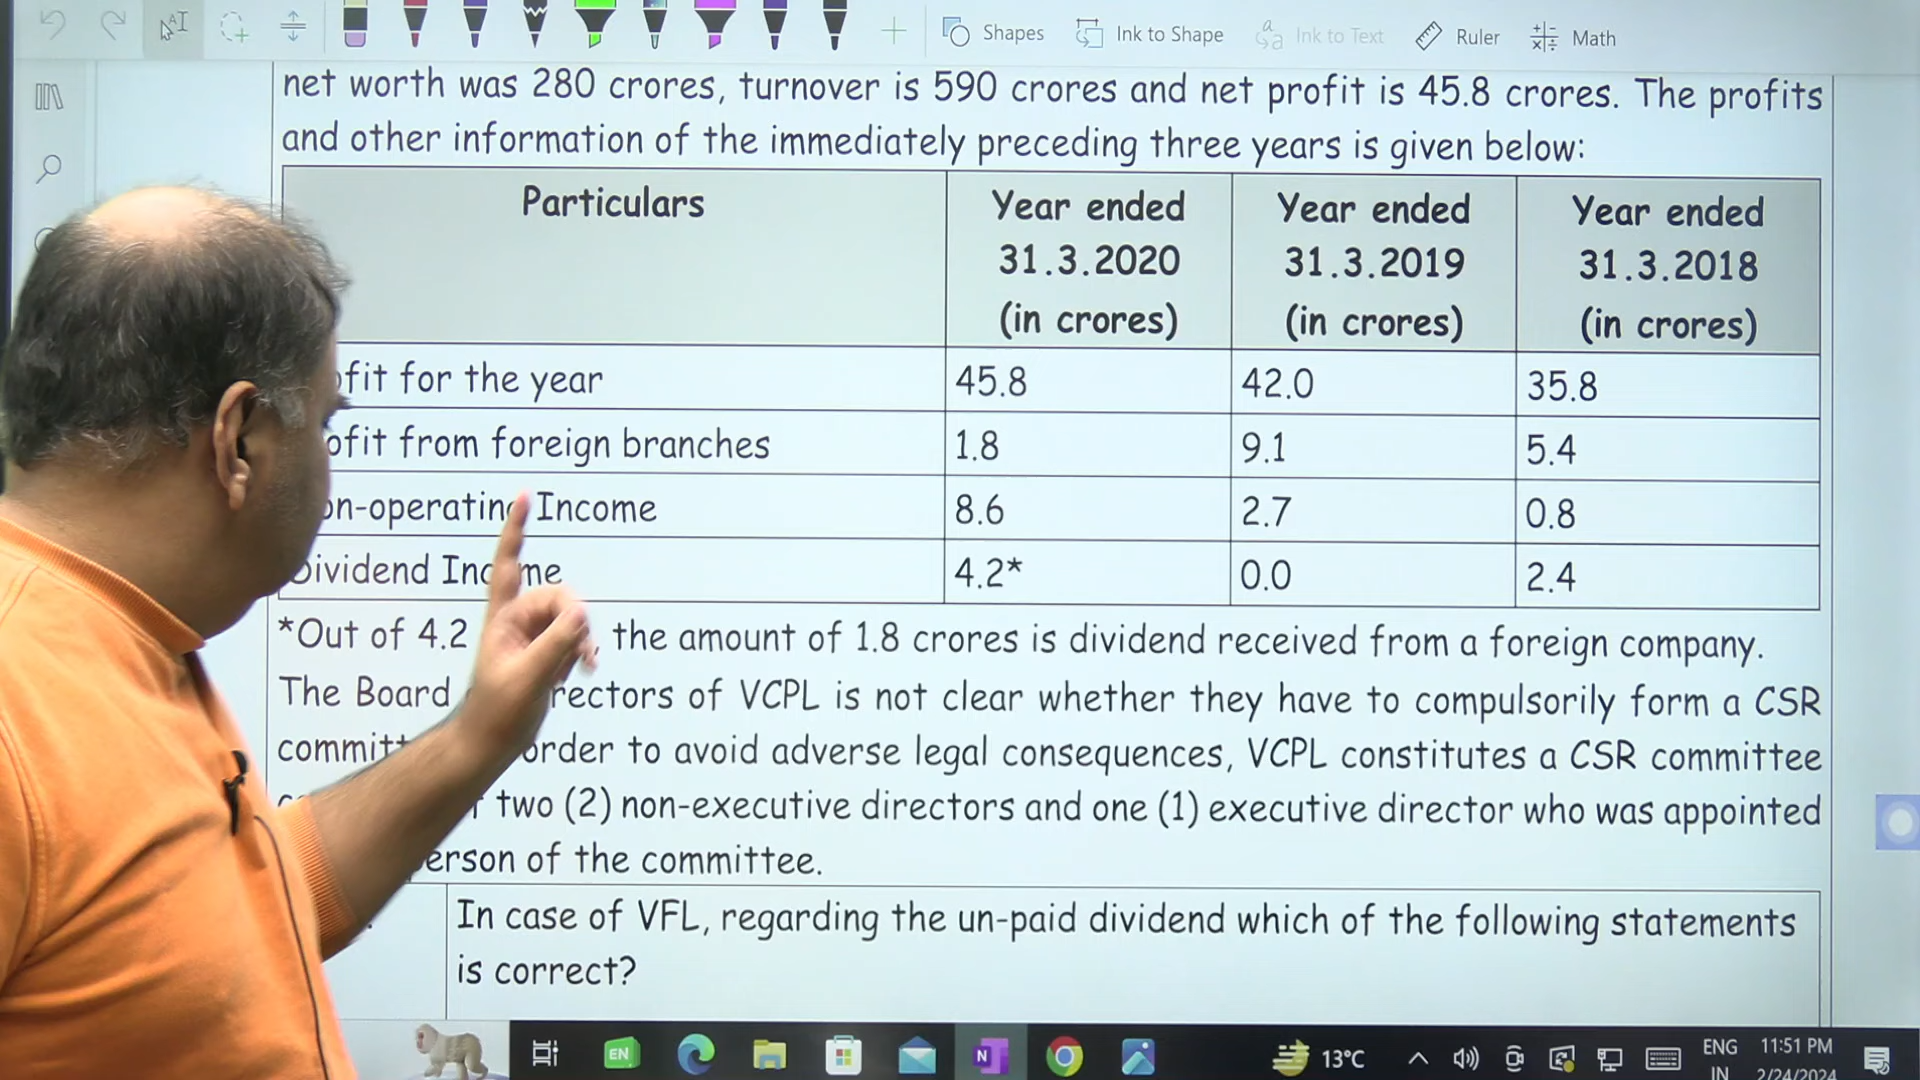 Shapes Ink to Shape Ink to Text Ruler Math
net worth was 280 crores, turnover is 590 crores and net profit is 45.8 crores. The profits
and other information of the immediately preceding three years is given below:
Particulars
Year ended 31.3.2020 (in crores)
Year ended 31.3.2019 (in crores)
Year ended 31.3.2018 (in crores)
fit for the year 45.8 42.0 35.8
ofit from foreign branches 1.8 9.1 5.4
on-operating Income 8.6 2.7 0.8
Dividend Inc me 4.2* 0.0 2.4
*Out of 4.2 , the amount of 1.8 crores is dividend received from a foreign company.
The Board rectors of VCPL is not clear whether they have to compulsorily form a CSR
committ order to avoid adverse legal consequences, VCPL constitutes a CSR committee
two (2) non-executive directors and one (1) executive director who was appointed
erson of the committee.
In case of VFL, regarding the un-paid dividend which of the following statements
is correct?
EN
N
13°C
ENG
IN
11:51 PM
2/24/2024